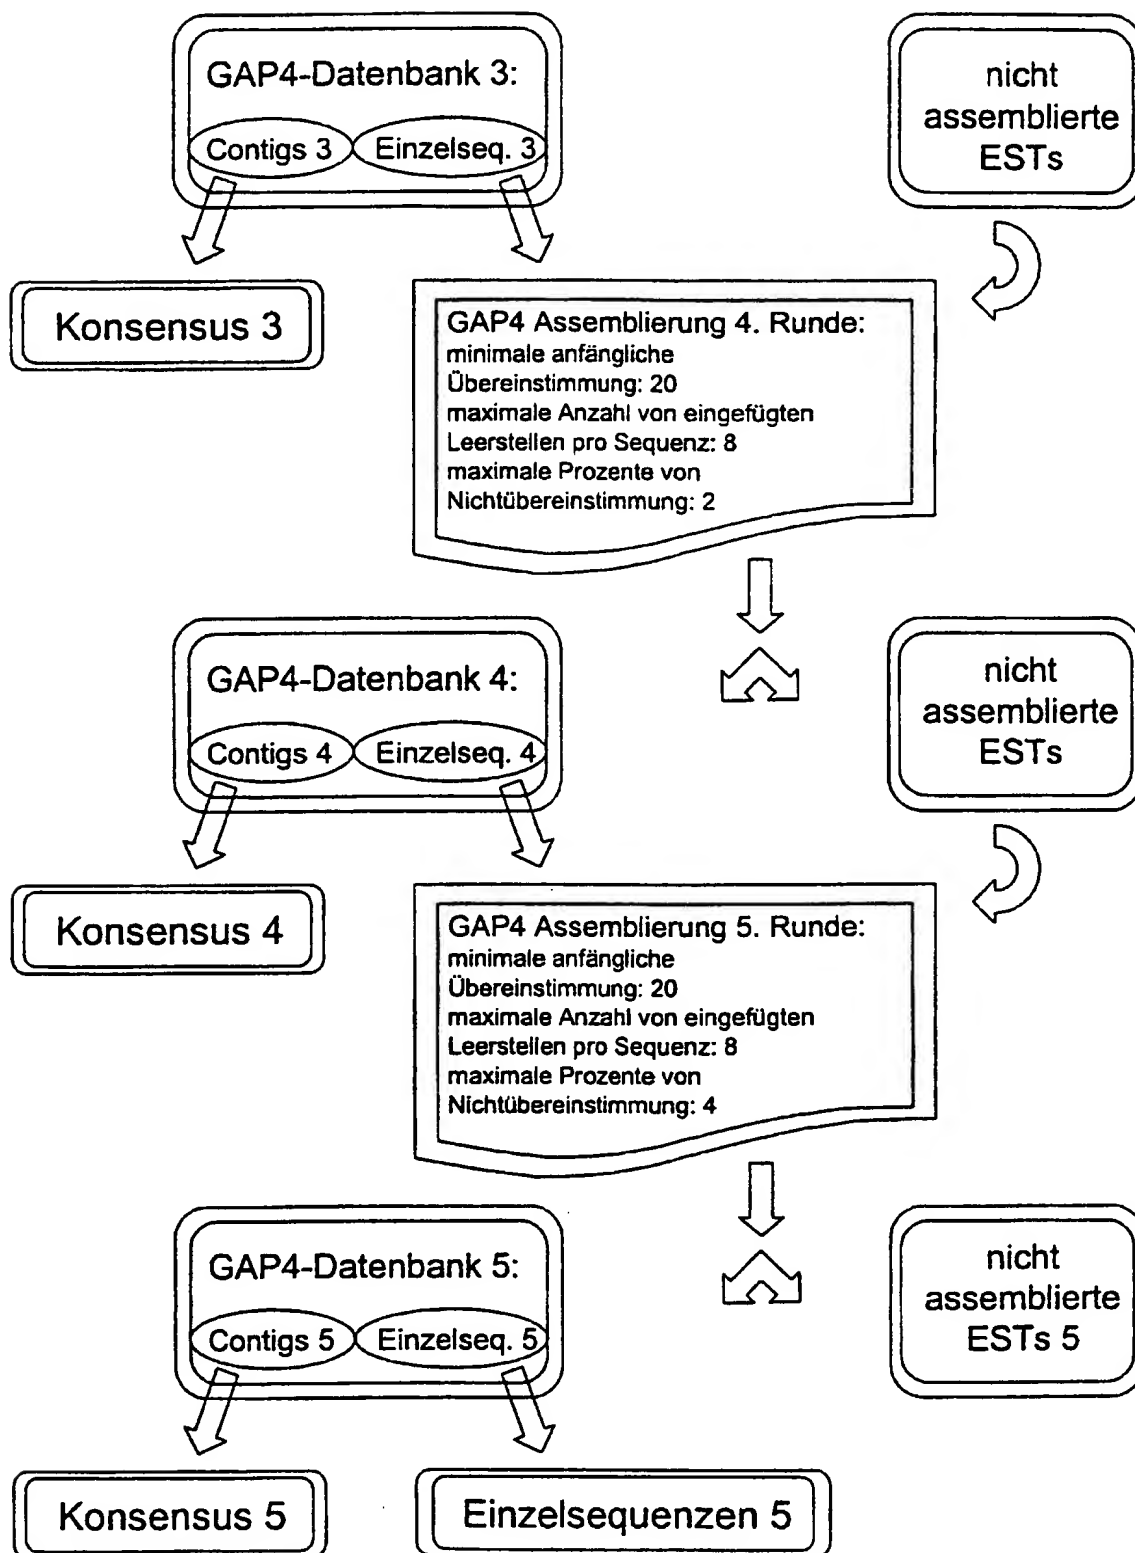 GAP4-Datenbank 3:
Contigs 3
Einzelseq. 3
nicht
assemblierte
ESTs
Konsensus 3
GAP4 Assemblierung 4. Runde:
minimale anfängliche
Übereinstimmung: 20
maximale Anzahl von eingefügten
Leerstellen pro Sequenz: 8
maximale Prozente von
Nichtübereinstimmung: 2
GAP4-Datenbank 4:
Contigs 4
Einzelseq. 4
nicht
assemblierte
ESTs
Konsensus 4
GAP4 Assemblierung 5. Runde:
minimale anfängliche
Übereinstimmung: 20
maximale Anzahl von eingefügten
Leerstellen pro Sequenz: 8
maximale Prozente von
Nichtübereinstimmung: 4
GAP4-Datenbank 5:
Contigs 5
Einzelseq. 5
nicht
assemblierte
ESTs 5
Konsensus 5
Einzelsequenzen 5